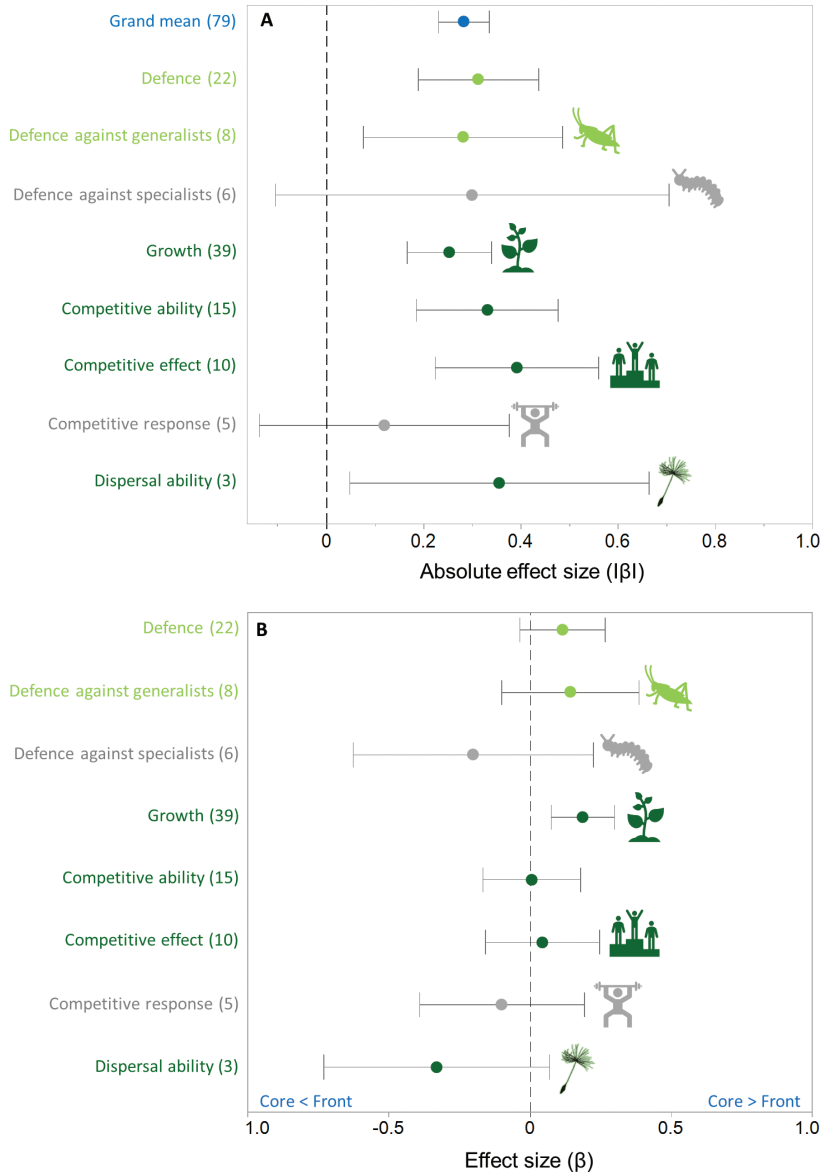 A
Grand mean (79)
Defence (22)
Defence against generalists (8)
Defence against specialists (6)
Growth (39)
Competitive ability (15)
Competitive effect (10)
Competitive response (5)
Dispersal ability (3)
0 0.2 0.4 0.6 0.8 1.0
Absolute effect size (IβI)
B
Defence (22)
Defence against generalists (8)
Defence against specialists (6)
Growth (39)
Competitive ability (15)
Competitive effect (10)
Competitive response (5)
Dispersal ability (3)
Core < Front Core > Front
1.0 -0.5 0 0.5 1.0
Effect size (β)